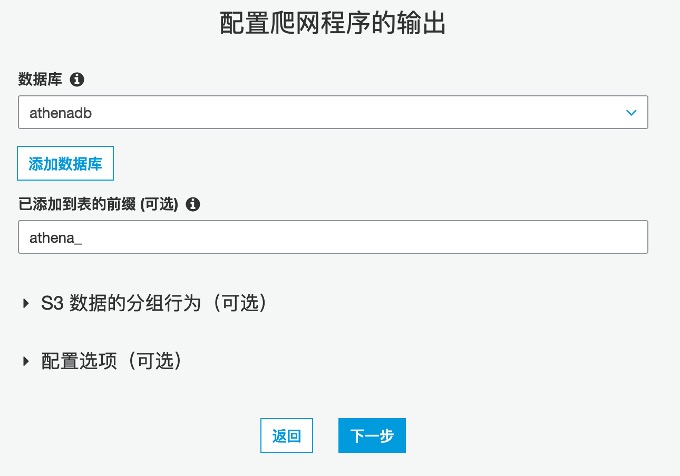 配置爬网程序的输出
数据库
athenadb
添加数据库
已添加到表的前缀 (可选)
athena_
S3 数据的分组行为（可选）
配置选项（可选）
返回
下一步